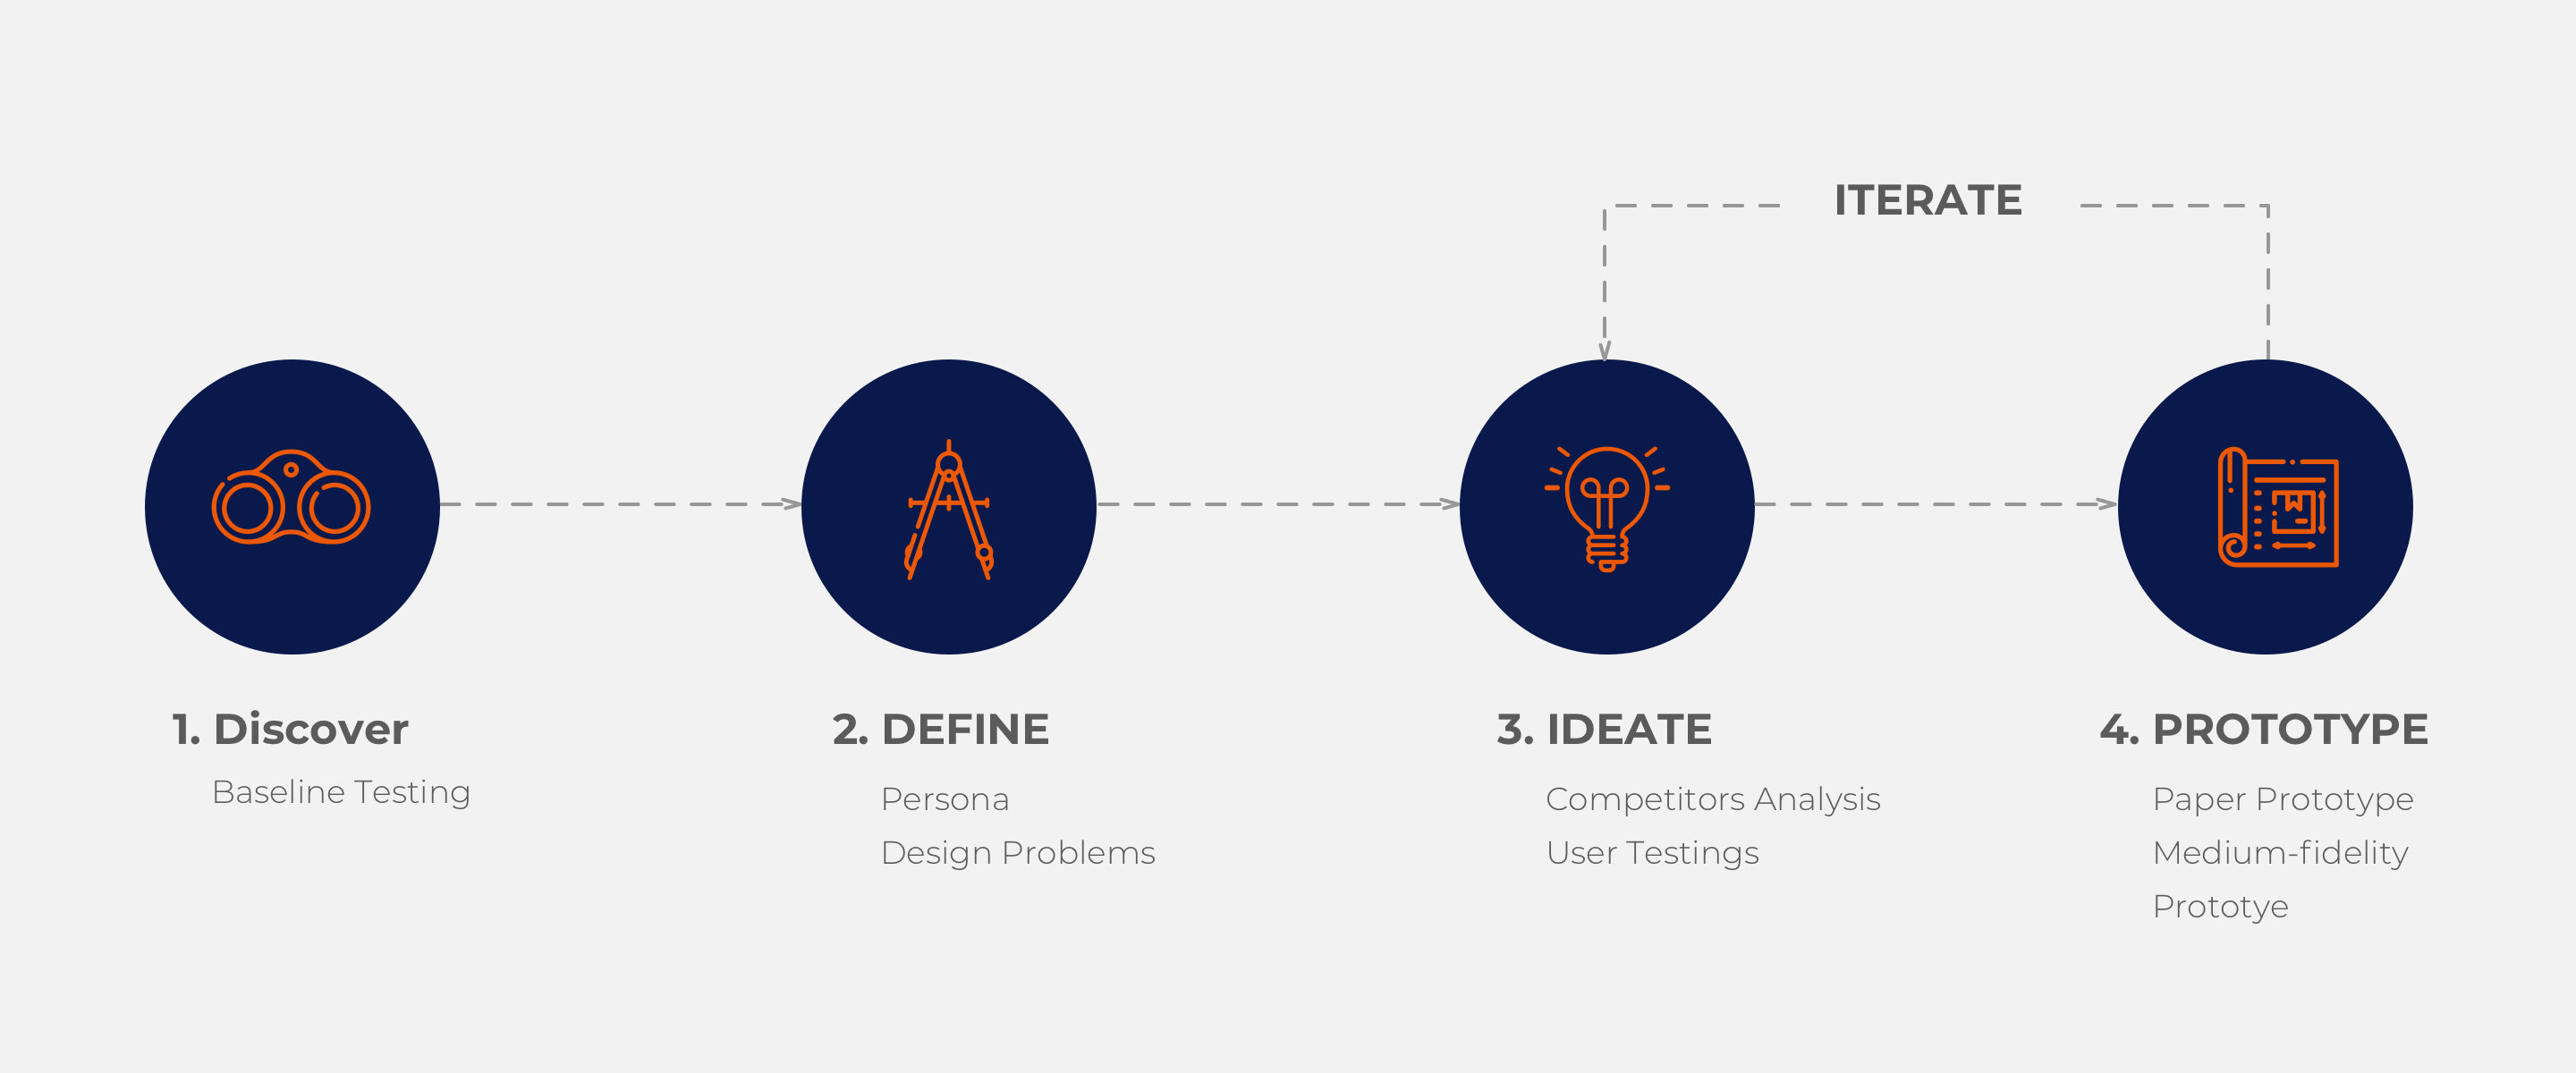 ITERATE
1. Discover
Baseline Testing
2. DEFINE
Persona
Design Problems
3. IDEATE
Competitors Analysis
User Testings
4. PROTOTYPE
Paper Prototype
Medium-fidelity
Prototye